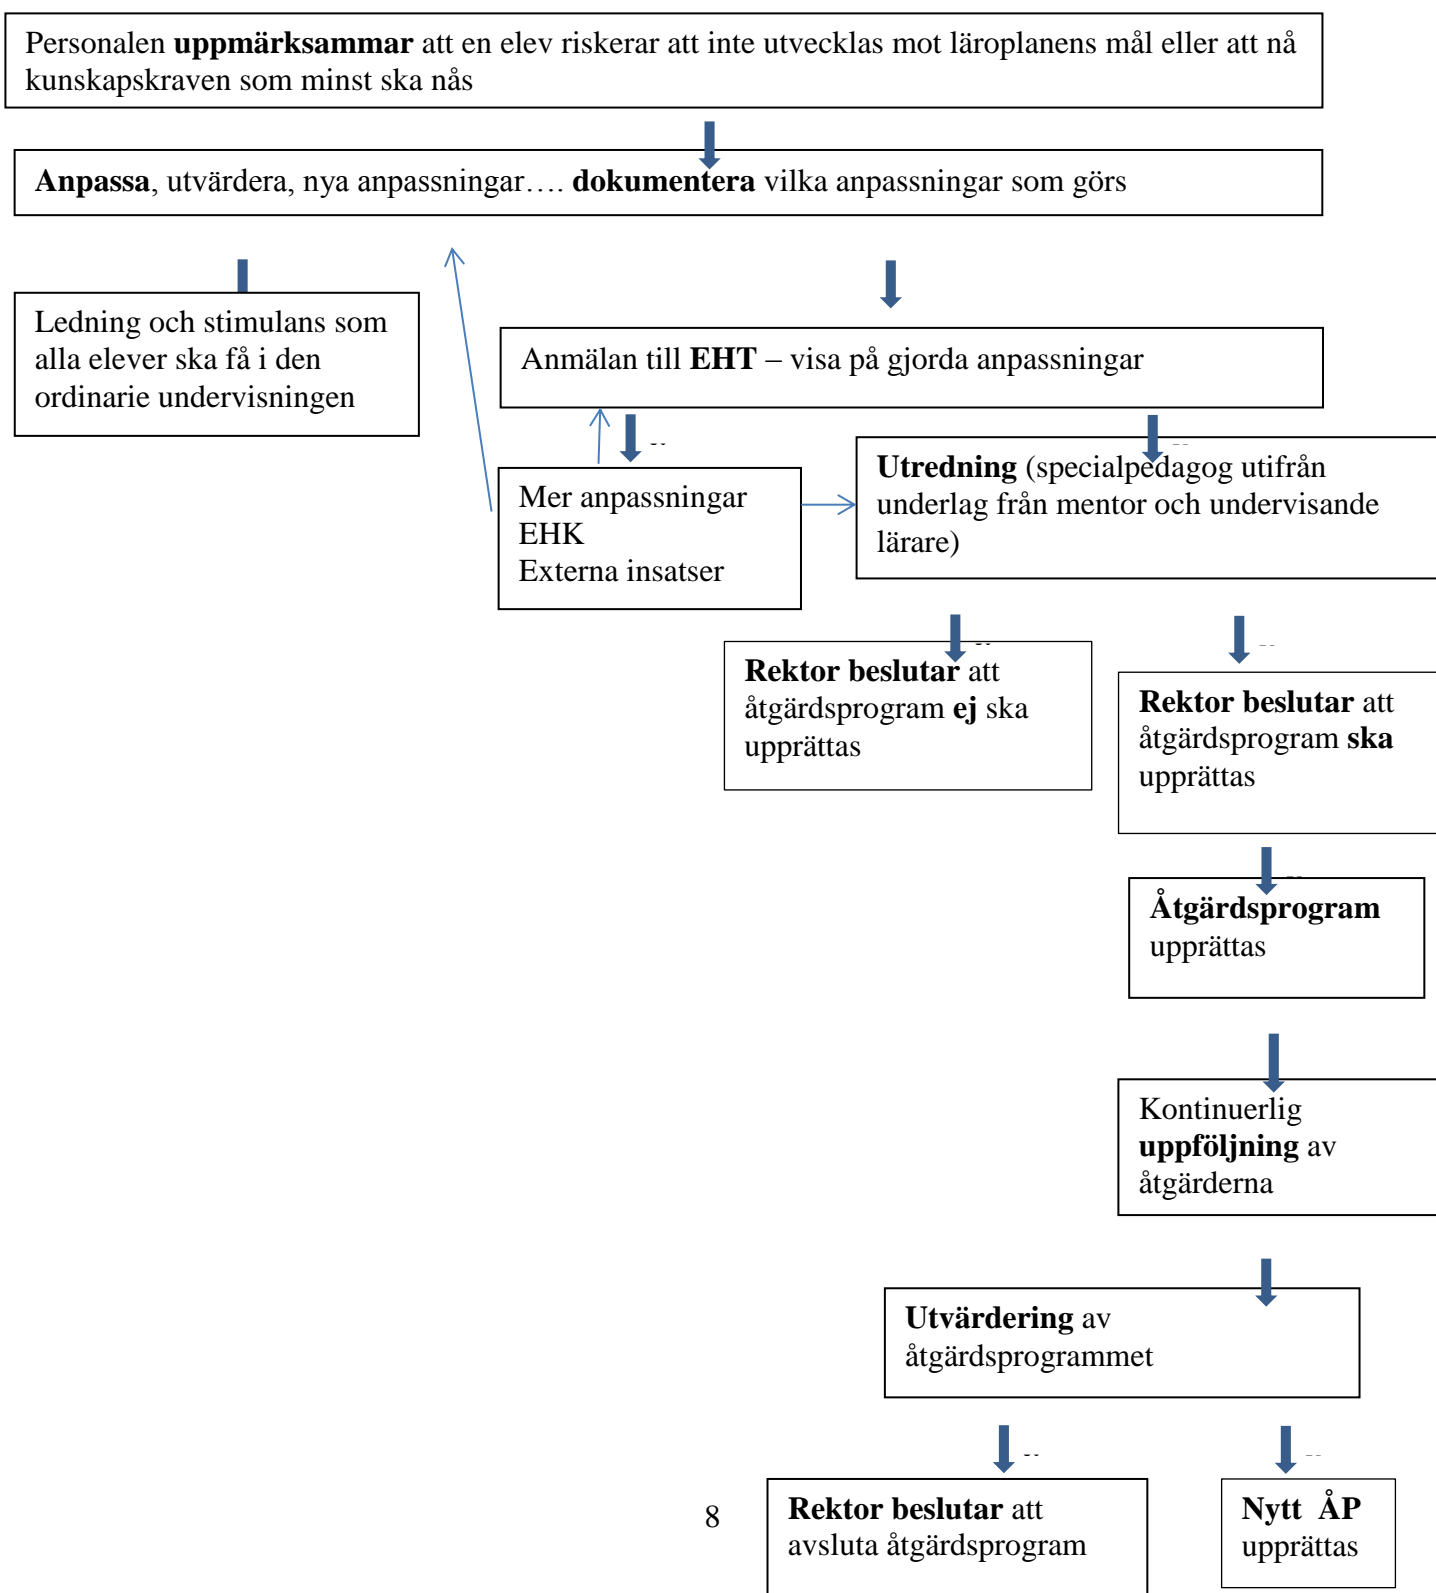 Personalen uppmärksammar att en elev riskerar att inte utvecklas mot läroplanens mål eller att nå
kunskapskraven som minst ska nås
Anpassa, utvärdera, nya anpassningar…. dokumentera vilka anpassningar som görs
Ledning och stimulans som
alla elever ska få i den
ordinarie undervisningen
Anmälan till EHT – visa på gjorda anpassningar
Mer anpassningar
EHK
Externa insatser
Utredning (specialpedagog utifrån
underlag från mentor och undervisande
lärare)
Rektor beslutar att
åtgärdsprogram ej ska
upprättas
Rektor beslutar att
åtgärdsprogram ska
upprättas
Åtgärdsprogram
upprättas
Kontinuerlig
uppföljning av
åtgärderna
Utvärdering av
åtgärdsprogrammet
8
Rektor beslutar att
avsluta åtgärdsprogram
Nytt ÅP
upprättas